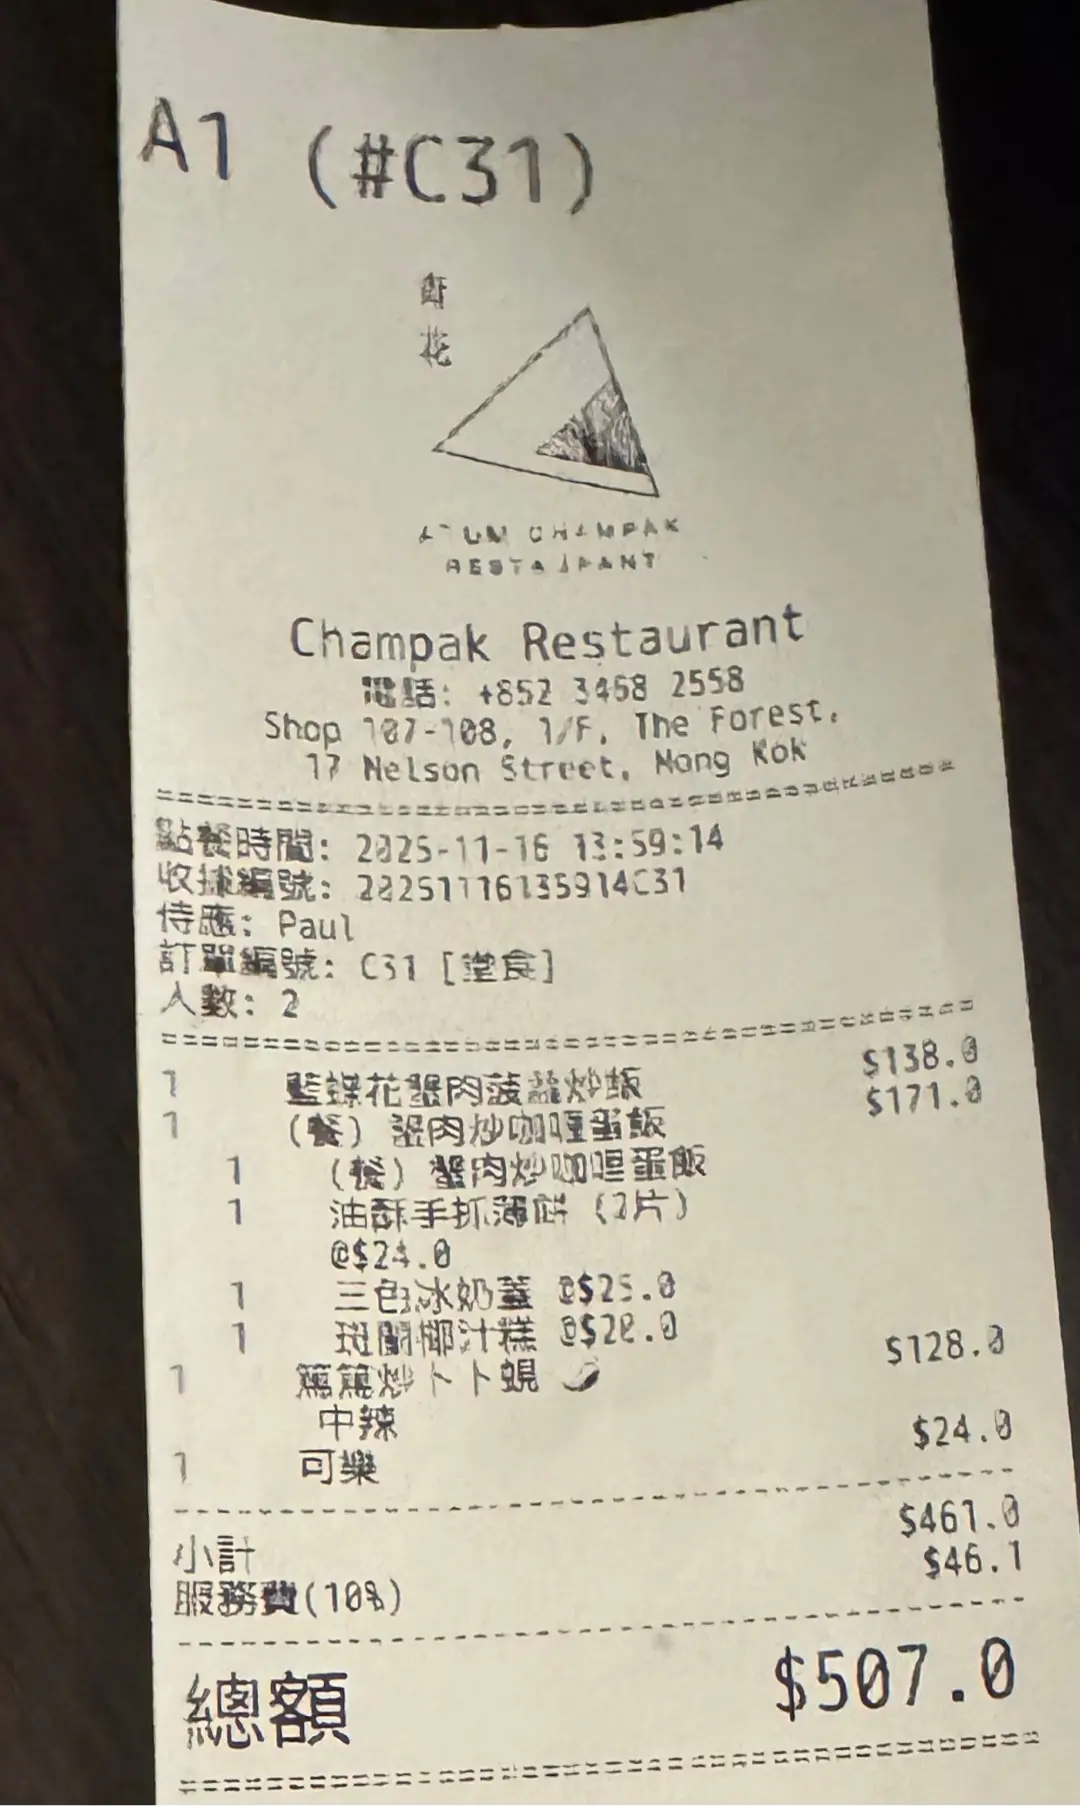 A1 (#C31)
花
ATUM CHAMPAK
RESTAURANT
Champak Restaurant
電話: +852 3468 2558
Shop 107-108, 1/F, The Forest,
17 Nelson Street, Mong Kok
點餐時間: 2025-11-16 13:59:14
收據編號: 20251116135914C31
侍應: Paul
訂單編號: C31 [堂食]
人數: 2
1 藍蝶花蟹肉菠蘿炒飯 $138.0
1 (餐) 蟹肉炒咖喱蛋飯 $171.0
1 (餐) 蟹肉炒咖喱蛋飯
1 油酥手抓薄餅 (2片)
@$24.0
1 三色冰奶蓋 @$25.0
1 斑蘭椰汁糕
1 篤篤炒卜卜蜆 $128.0
中辣
1 可樂 $24.0
小計 $461.0
服務費(10%) $46.1
總額 $507.0